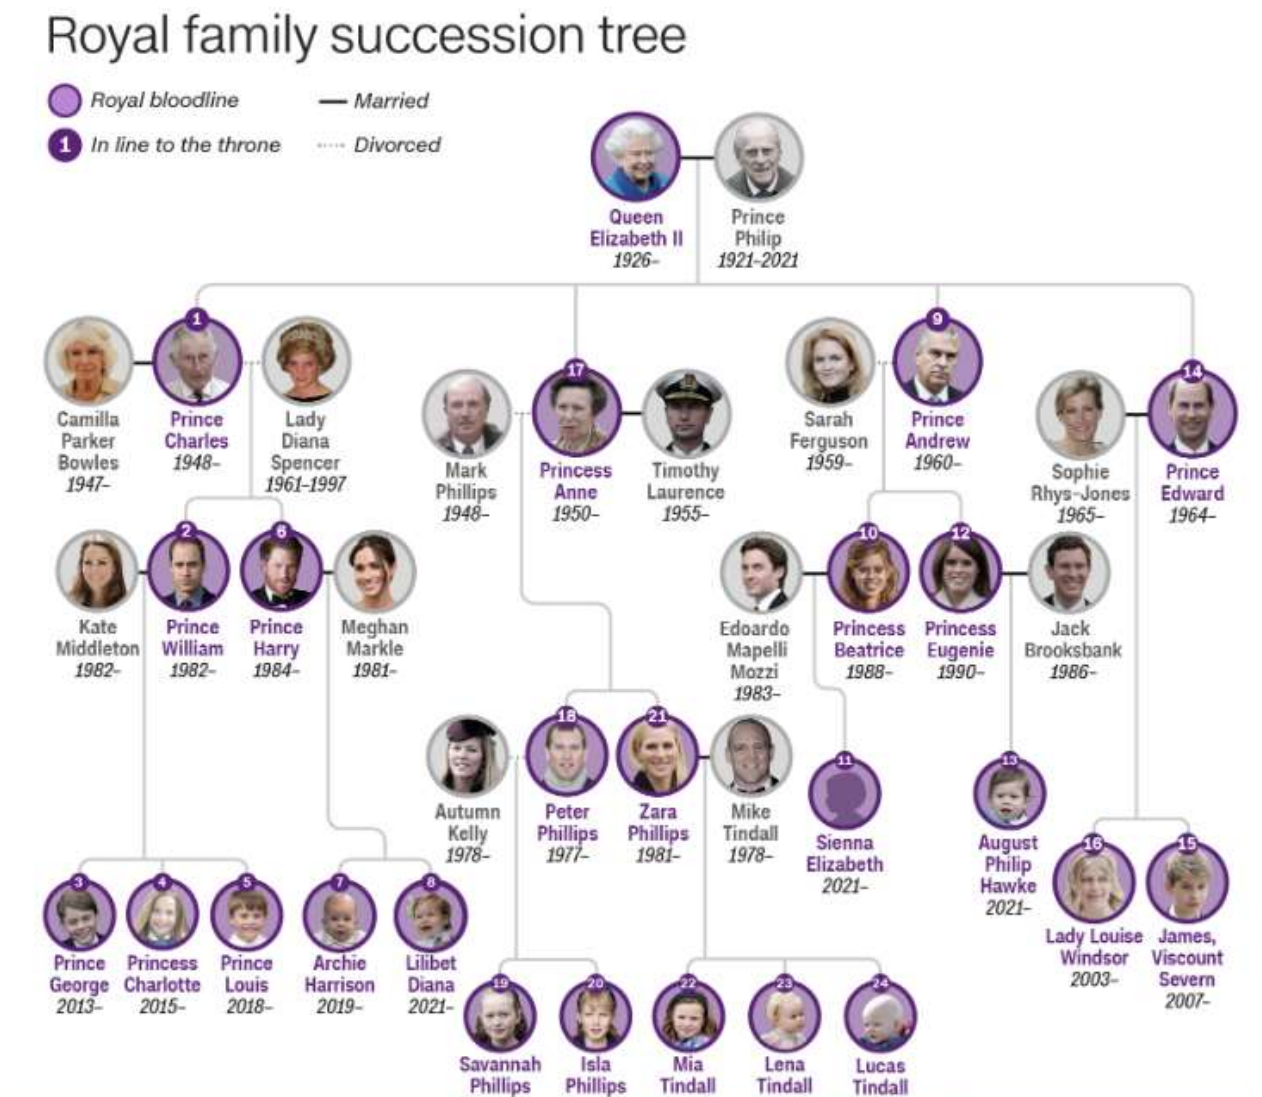 Royal family succession tree
Royal bloodline
Married
1
In line to the throne
Divorced
Queen
Elizabeth II
1926–
Prince
Philip
1921-2021
1
9
17
14
Camilla
Parker
Bowles
1947–
Prince
Charles
1948–
Lady
Diana
Spencer
1961-1997
Mark
Phillips
1948–
Princess
Anne
1950–
Timothy
Laurence
1955–
Sarah
Ferguson
1959–
Prince
Andrew
1960–
Sophie
Rhys-Jones
1965–
Prince
Edward
1964–
2
6
10
12
Kate
Middleton
1982–
Prince
William
1982–
Prince
Harry
1984–
Meghan
Markle
1981–
Edoardo
Mapelli
Mozzi
1983–
Princess
Beatrice
1988–
Princess
Eugenie
1990–
Jack
Brooksbank
1986–
18
21
Autumn
Kelly
1978–
Peter
Phillips
1977–
Zara
Phillips
1981–
Mike
Tindall
1978–
11
Sienna
Elizabeth
2021–
13
August
Philip
Hawke
2021–
16
15
Lady Louise
Windsor
2003–
James,
Viscount
Severn
2007–
3
4
5
7
8
Prince
George
2013–
Princess
Charlotte
2015–
Prince
Louis
2018–
Archie
Harrison
2019–
Lilibet
Diana
2021–
19
20
22
23
24
Savannah
Phillips
Isla
Phillips
Mia
Tindall
Lena
Tindall
Lucas
Tindall